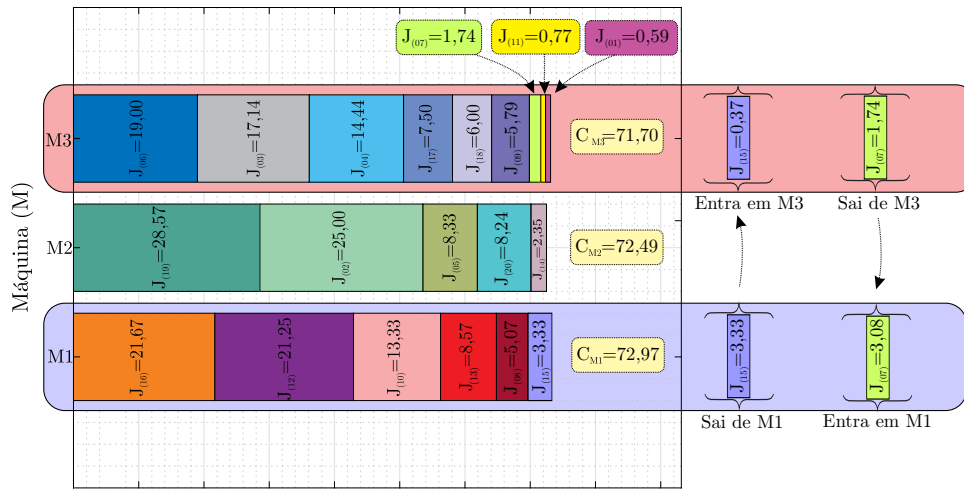 J(07)=1,74
J(11)=0,77
J(01)=0,59
Máquina (M)
M3
J(06)=19,00
J(03)=17,14
J(04)=14,44
J(17)=7,50
J(18)=6,00
J(09)=5,79
CM3=71,70
J(15)=0,37
J(07)=1,74
Entra em M3
Sai de M3
M2
J(19)=28,57
J(02)=25,00
J(05)=8,33
J(20)=8,24
J(14)=2,35
CM2=72,49
M1
J(16)=21,67
J(12)=21,25
J(10)=13,33
J(13)=8,57
J(08)=5,07
J(15)=3,33
CM1=72,97
J(15)=3,33
J(07)=3,08
Sai de M1
Entra em M1